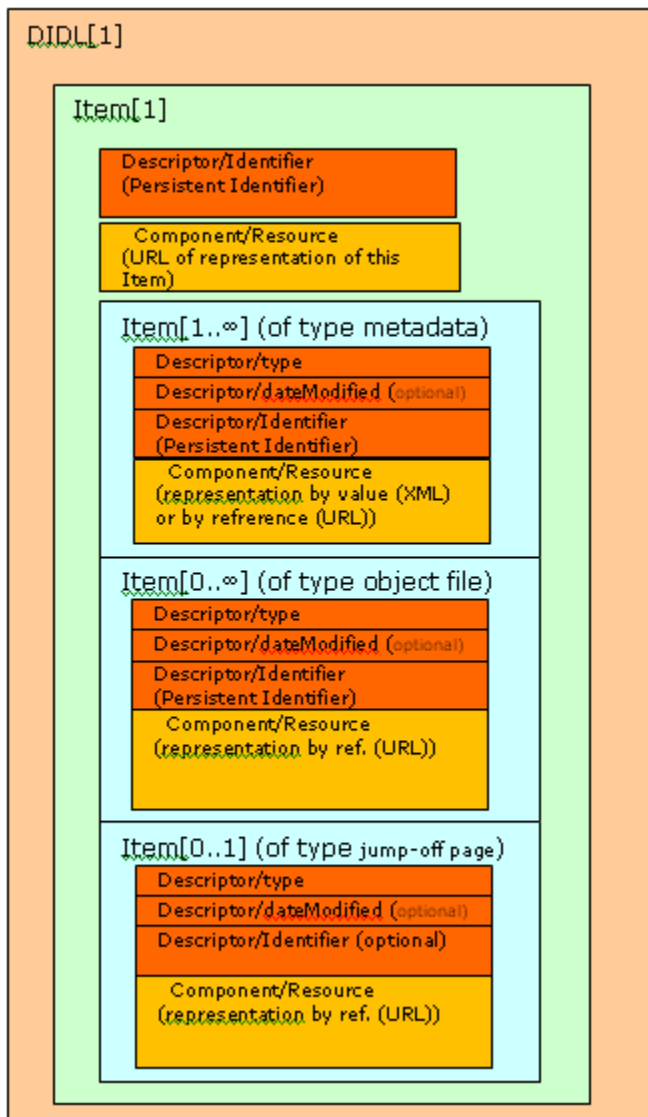 DIDL[1]
Item[1]
Descriptor/Identifier
(Persistent Identifier)
Component/Resource
(URL of representation of this
Item)
Item[1..∞] (of type metadata)
Descriptor/type
Descriptor/dateModified (optional)
Descriptor/Identifier
(Persistent Identifier)
Component/Resource
(representation by value (XML)
or by refrerence (URL))
Item[0..∞] (of type object file)
Descriptor/type
Descriptor/dateModified (optional)
Descriptor/Identifier
(Persistent Identifier)
Component/Resource
(representation by ref. (URL))
Item[0..1] (of type jump-off page)
Descriptor/type
Descriptor/dateModified (optional)
Descriptor/Identifier (optional)
Component/Resource
(representation by ref. (URL))